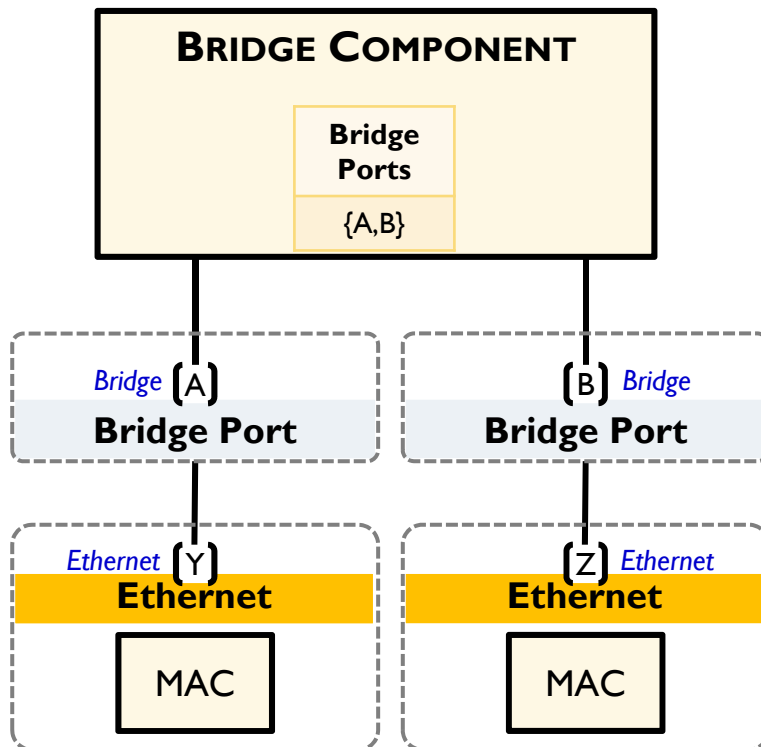 BRIDGE COMPONENT
Bridge
Ports
{A,B}
Bridge [A]
[B] Bridge
Bridge Port
Bridge Port
Ethernet [Y]
[Z] Ethernet
Ethernet
Ethernet
MAC
MAC